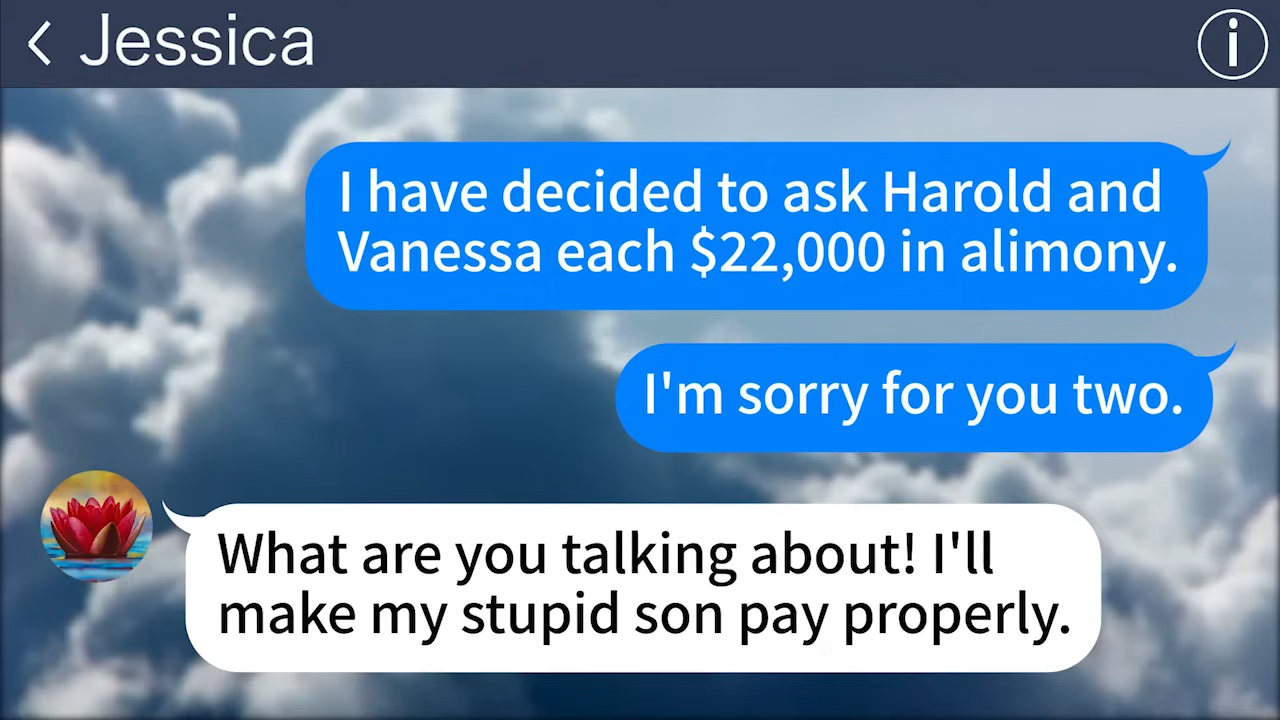 Jessica
I have decided to ask Harold and
Vanessa each $22,000 in alimony.
I'm sorry for you two.
What are you talking about! I'll
make my stupid son pay properly.